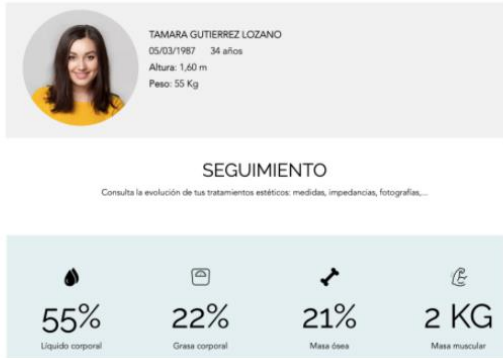 TAMARA GUTIERREZ LOZANO
05/03/1987 34 años
Altura: 1,60 m
Peso: 55 Kg
SEGUIMIENTO
Consulta la evolución de tus tratamientos estéticos: medidas, impedancias, fotografías,...
55% 22% 21% 2 KG
Líquido corporal Grasa corporal Masa ósea Masa muscular